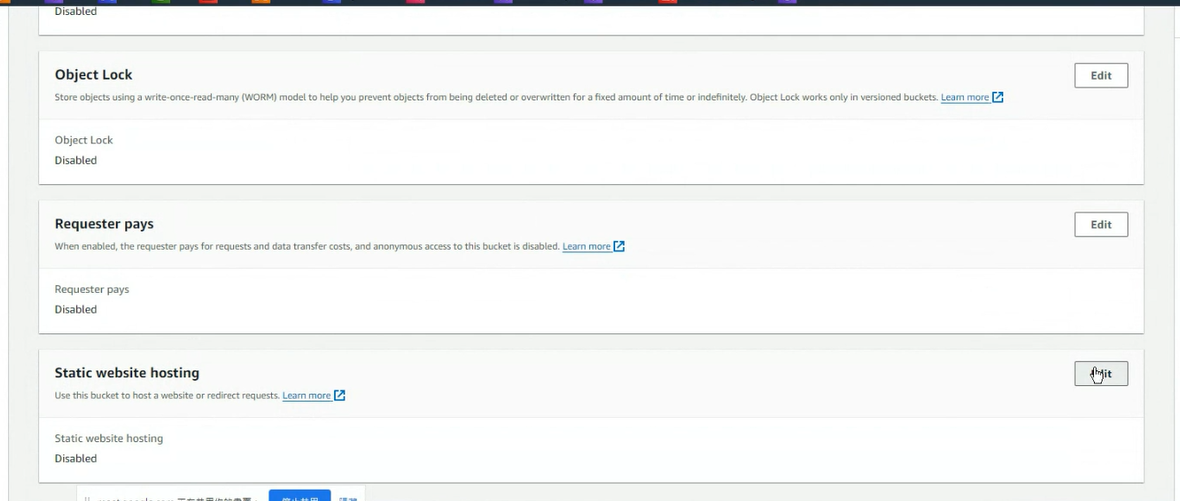 Disabled
Object Lock
Edit
Store objects using a write-once-read-many (WORM) model to help you prevent objects from being deleted or overwritten for a fixed amount of time or indefinitely. Object Lock works only in versioned buckets. Learn more
Object Lock
Disabled
Requester pays
Edit
When enabled, the requester pays for requests and data transfer costs, and anonymous access to this bucket is disabled. Learn more
Requester pays
Disabled
Static website hosting
Use this bucket to host a website or redirect requests. Learn more
Static website hosting
Disabled